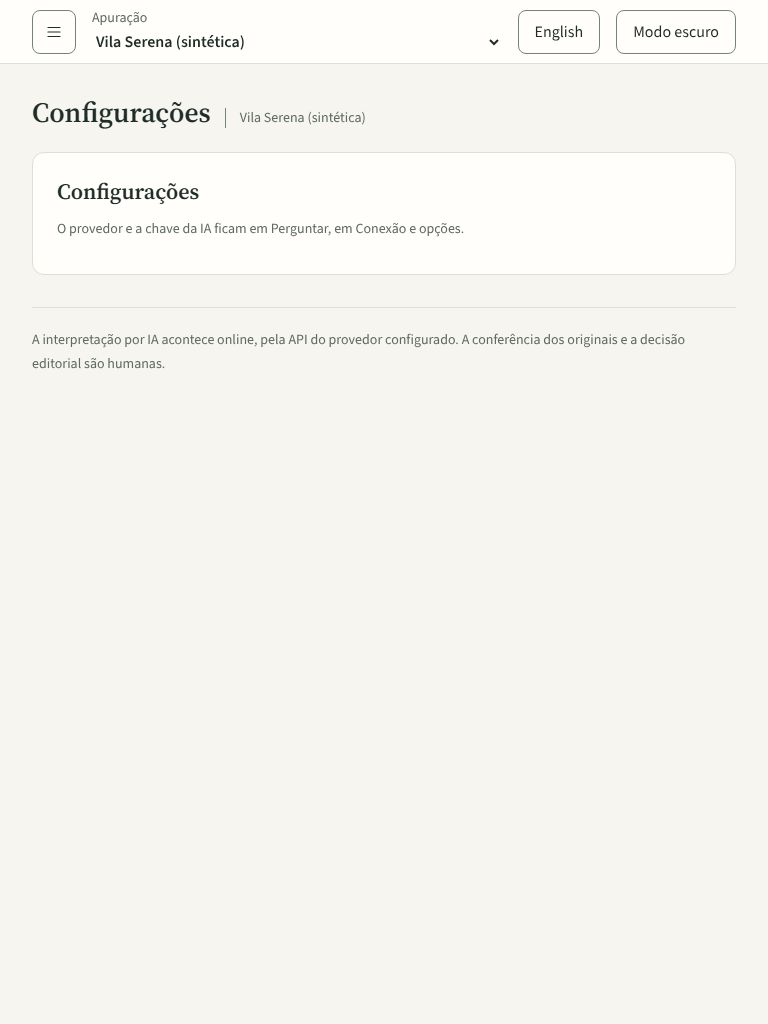 Apuração
Vila Serena (sintética)
English
Modo escuro
Configurações
Vila Serena (sintética)
Configurações
O provedor e a chave da IA ficam em Perguntar, em Conexão e opções.
A interpretação por IA acontece online, pela API do provedor configurado. A conferência dos originais e a decisão
editorial são humanas.